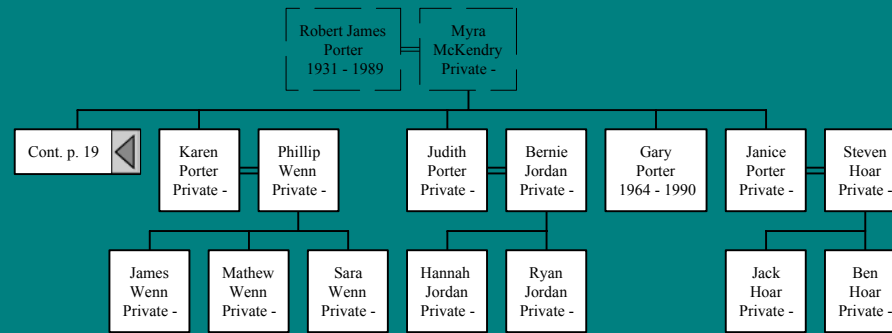 Robert James
Porter
1931 - 1989
Myra
McKendry
Private -
Cont. p. 19
Karen
Porter
Private -
Phillip
Wenn
Private -
Judith
Porter
Private -
Bernie
Jordan
Private -
Gary
Porter
1964 - 1990
Janice
Porter
Private -
Steven
Hoar
Private -
James
Wenn
Private -
Mathew
Wenn
Private -
Sara
Wenn
Private -
Hannah
Jordan
Private -
Ryan
Jordan
Private -
Jack
Hoar
Private -
Ben
Hoar
Private -